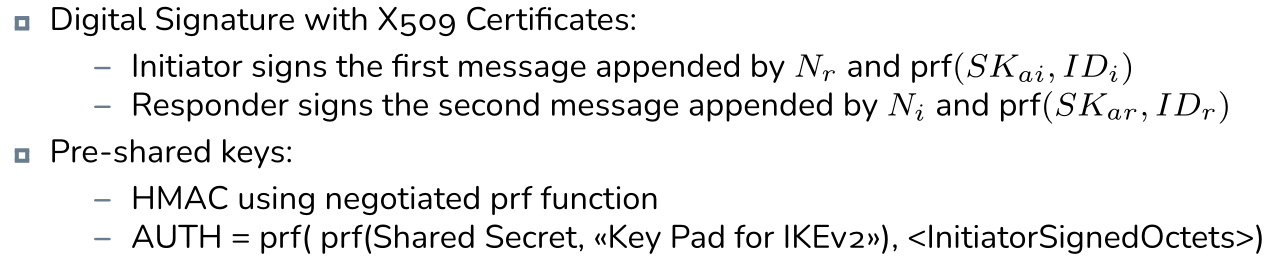 Digital Signature with X509 Certificates:
– Initiator signs the first message appended by N_r and prf(SK_{ai}, ID_i)
– Responder signs the second message appended by N_i and prf(SK_{ar}, ID_r)
Pre-shared keys:
– HMAC using negotiated prf function
– AUTH = prf( prf(Shared Secret, «Key Pad for IKEv2»), <InitiatorSignedOctets>)